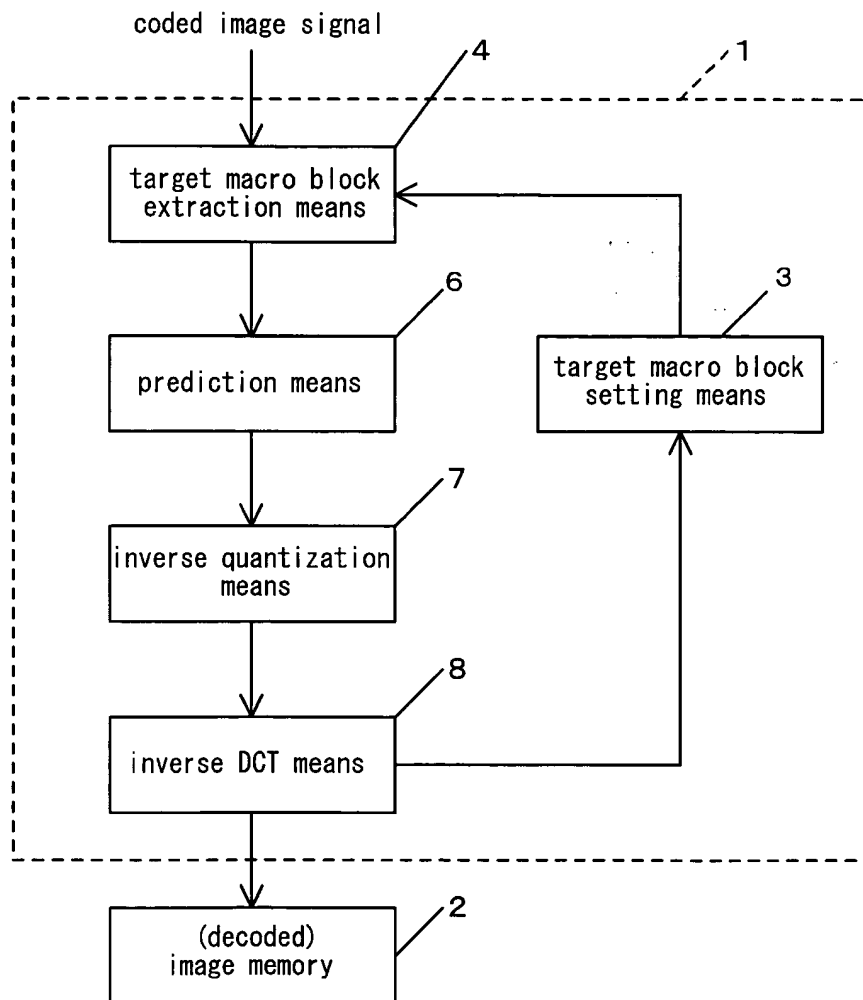 coded image signal
1
4
target macro block
extraction means
3
target macro block
setting means
6
prediction means
7
inverse quantization
means
8
inverse DCT means
2
(decoded)
image memory